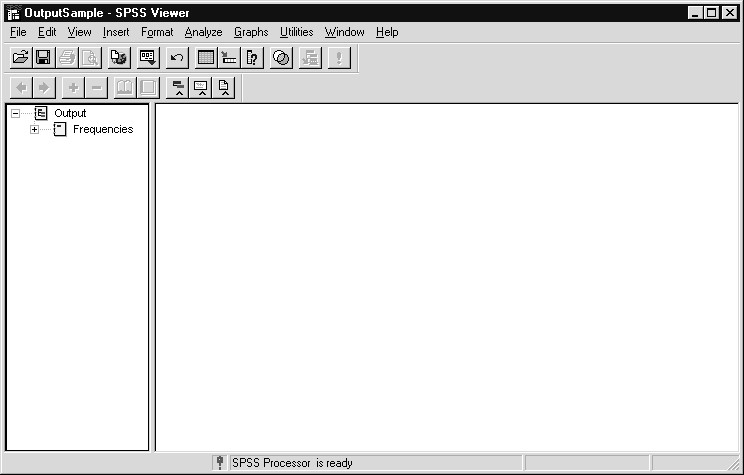 OutputSample - SPSS Viewer
File Edit View Insert Format Analyze Graphs Utilities Window Help
Output
Frequencies
SPSS Processor is ready